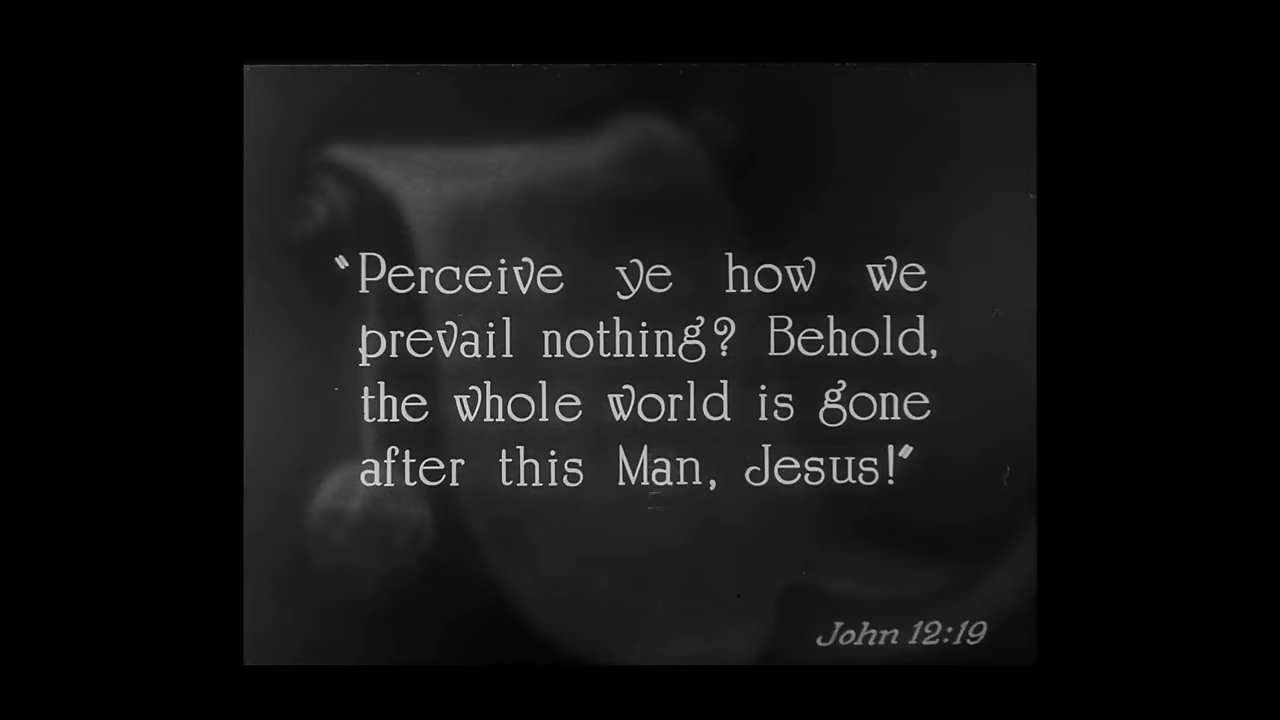 "Perceive ye how we
prevail nothing? Behold,
the whole world is gone
after this Man, Jesus!"
John 12:19